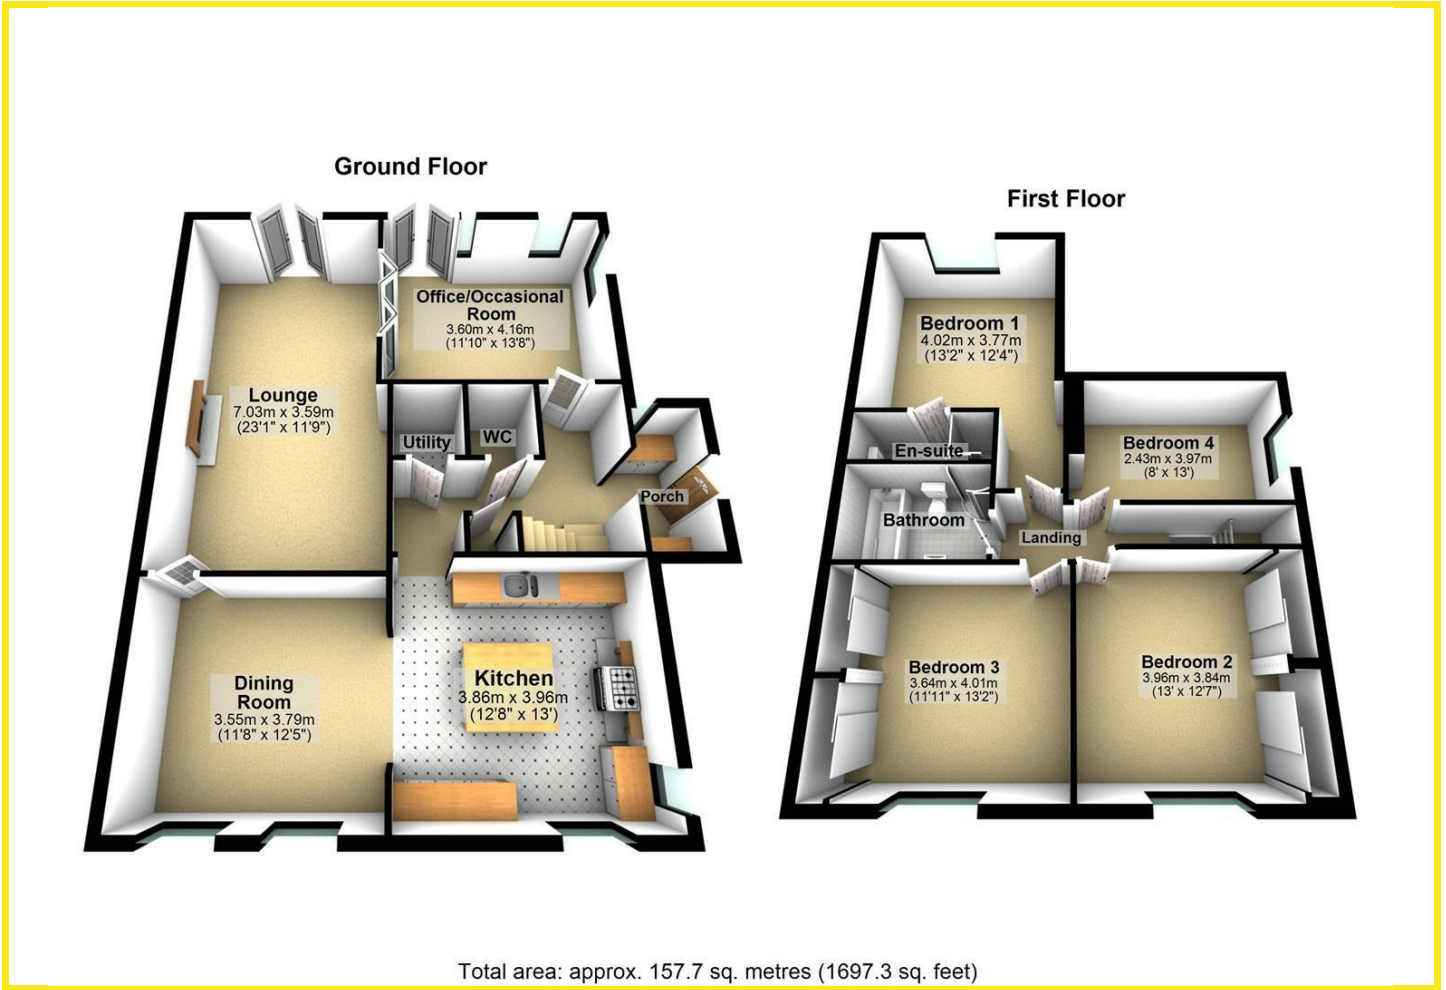 Ground Floor
First Floor
Office/Occasional
Room
3.60m x 4.16m
(11'10" x 13'8")
Lounge
7.03m x 3.59m
(23'1" x 11'9")
Utility
WC
Porch
Dining
Room
3.55m x 3.79m
(11'8" x 12'5")
Kitchen
3.86m x 3.96m
(12'8" x 13')
Bedroom 1
4.02m x 3.77m
(13'2" x 12'4")
En-suite
Bedroom 4
2.43m x 3.97m
(8' x 13')
Bathroom
Landing
Bedroom 3
3.64m x 4.01m
(11'11" x 13'2")
Bedroom 2
3.96m x 3.84m
(13' x 12'7")
Total area: approx. 157.7 sq. metres (1697.3 sq. feet)